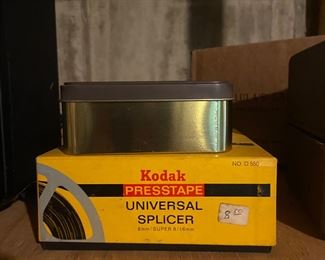 NO. D 550
Kodak
PRESSTAPE
UNIVERSAL
SPLICER
8mm/SUPER 8/16mm
8.00